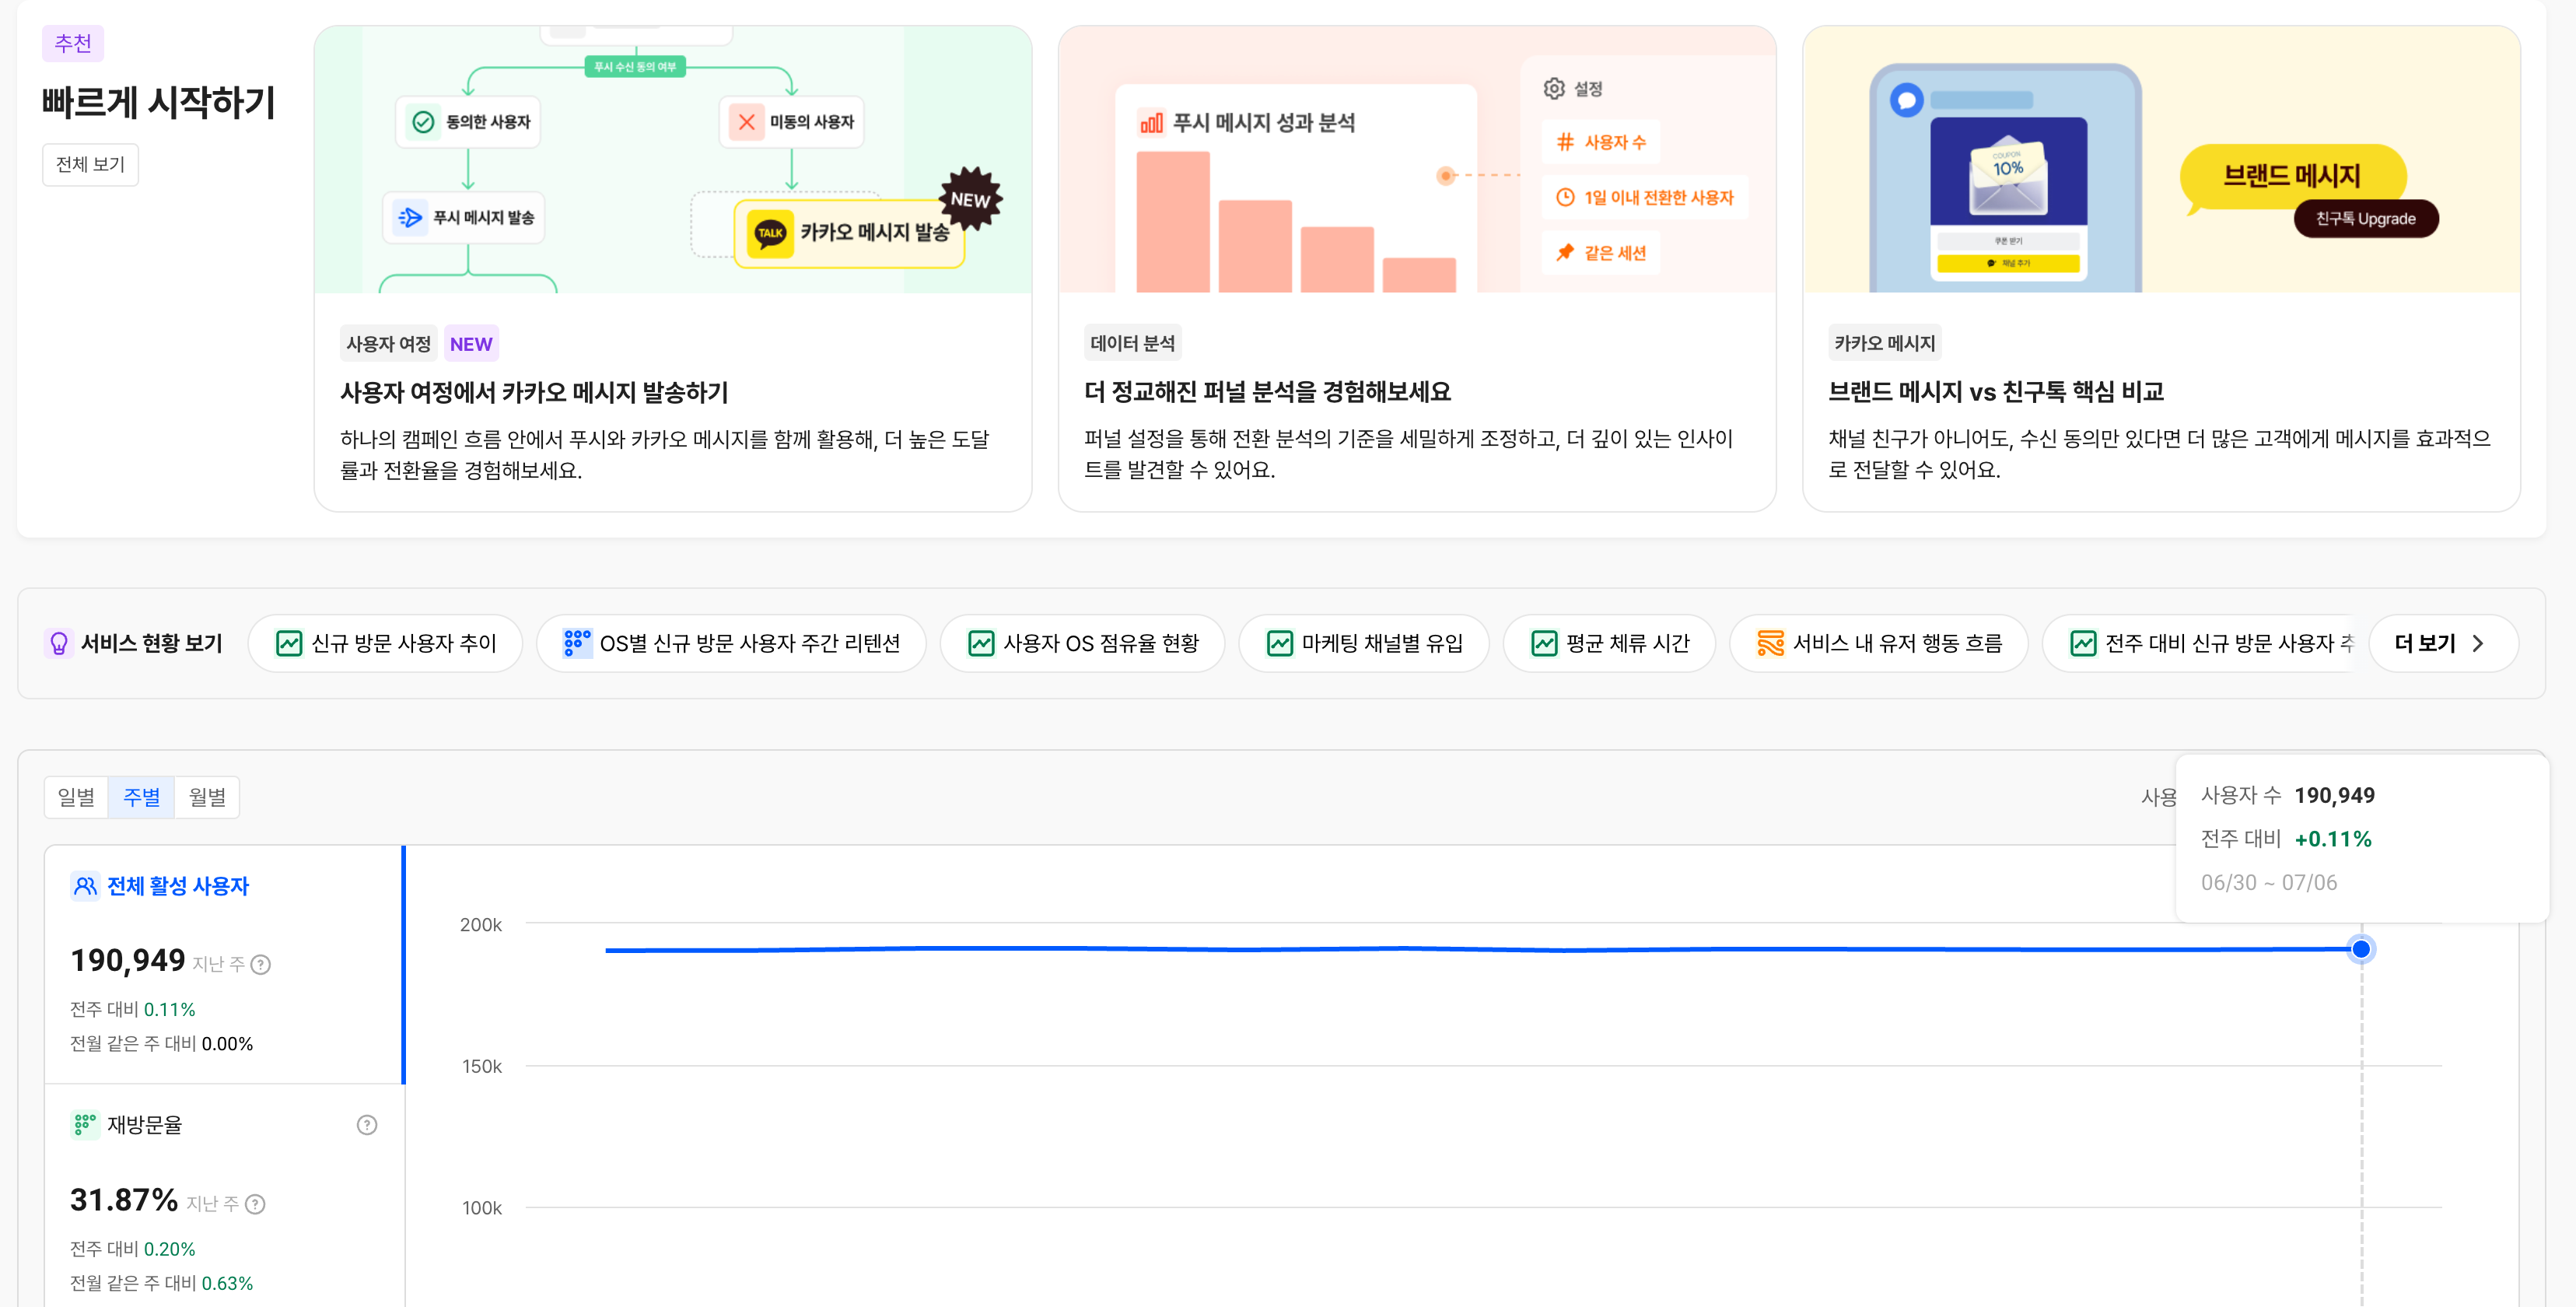 추천
빠르게 시작하기
전체 보기
푸시 수신 동의 여부
동의한 사용자
미동의 사용자
푸시 메시지 발송
TALK 카카오 메시지 발송
NEW
사용자 여정 NEW
사용자 여정에서 카카오 메시지 발송하기
하나의 캠페인 흐름 안에서 푸시와 카카오 메시지를 함께 활용해, 더 높은 도달
률과 전환율을 경험해보세요.
푸시 메시지 성과 분석
설정
# 사용자 수
1일 이내 전환한 사용자
같은 세션
데이터 분석
더 정교해진 퍼널 분석을 경험해보세요
퍼널 설정을 통해 전환 분석의 기준을 세밀하게 조정하고, 더 깊이 있는 인사이
트를 발견할 수 있어요.
COUPON
10%
쿠폰 받기
채널 추가
브랜드 메시지
친구톡 Upgrade
카카오 메시지
브랜드 메시지 vs 친구톡 핵심 비교
채널 친구가 아니어도, 수신 동의만 있다면 더 많은 고객에게 메시지를 효과적으
로 전달할 수 있어요.
서비스 현황 보기
신규 방문 사용자 추이
OS별 신규 방문 사용자 주간 리텐션
사용자 OS 점유율 현황
마케팅 채널별 유입
평균 체류 시간
서비스 내 유저 행동 흐름
전주 대비 신규 방문 사용자 추
더 보기
일별 주별 월별
사용
사용자 수 190,949
전주 대비 +0.11%
06/30 ~ 07/06
전체 활성 사용자
190,949 지난 주
전주 대비 0.11%
전월 같은 주 대비 0.00%
재방문율
31.87% 지난 주
전주 대비 0.20%
전월 같은 주 대비 0.63%
200k
150k
100k